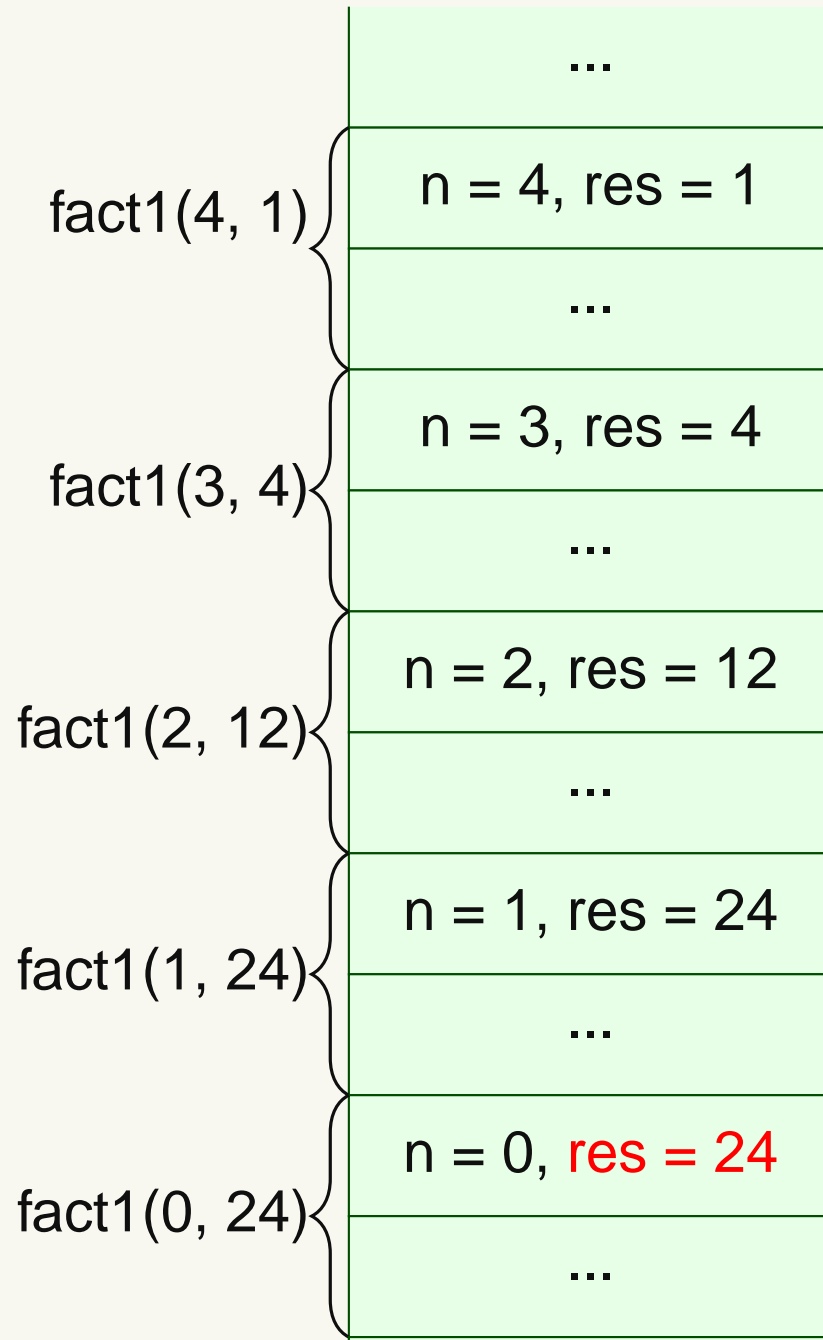 ...
fact1(4, 1)
n = 4, res = 1
...
fact1(3, 4)
n = 3, res = 4
...
fact1(2, 12)
n = 2, res = 12
...
fact1(1, 24)
n = 1, res = 24
...
fact1(0, 24)
n = 0, res = 24
...